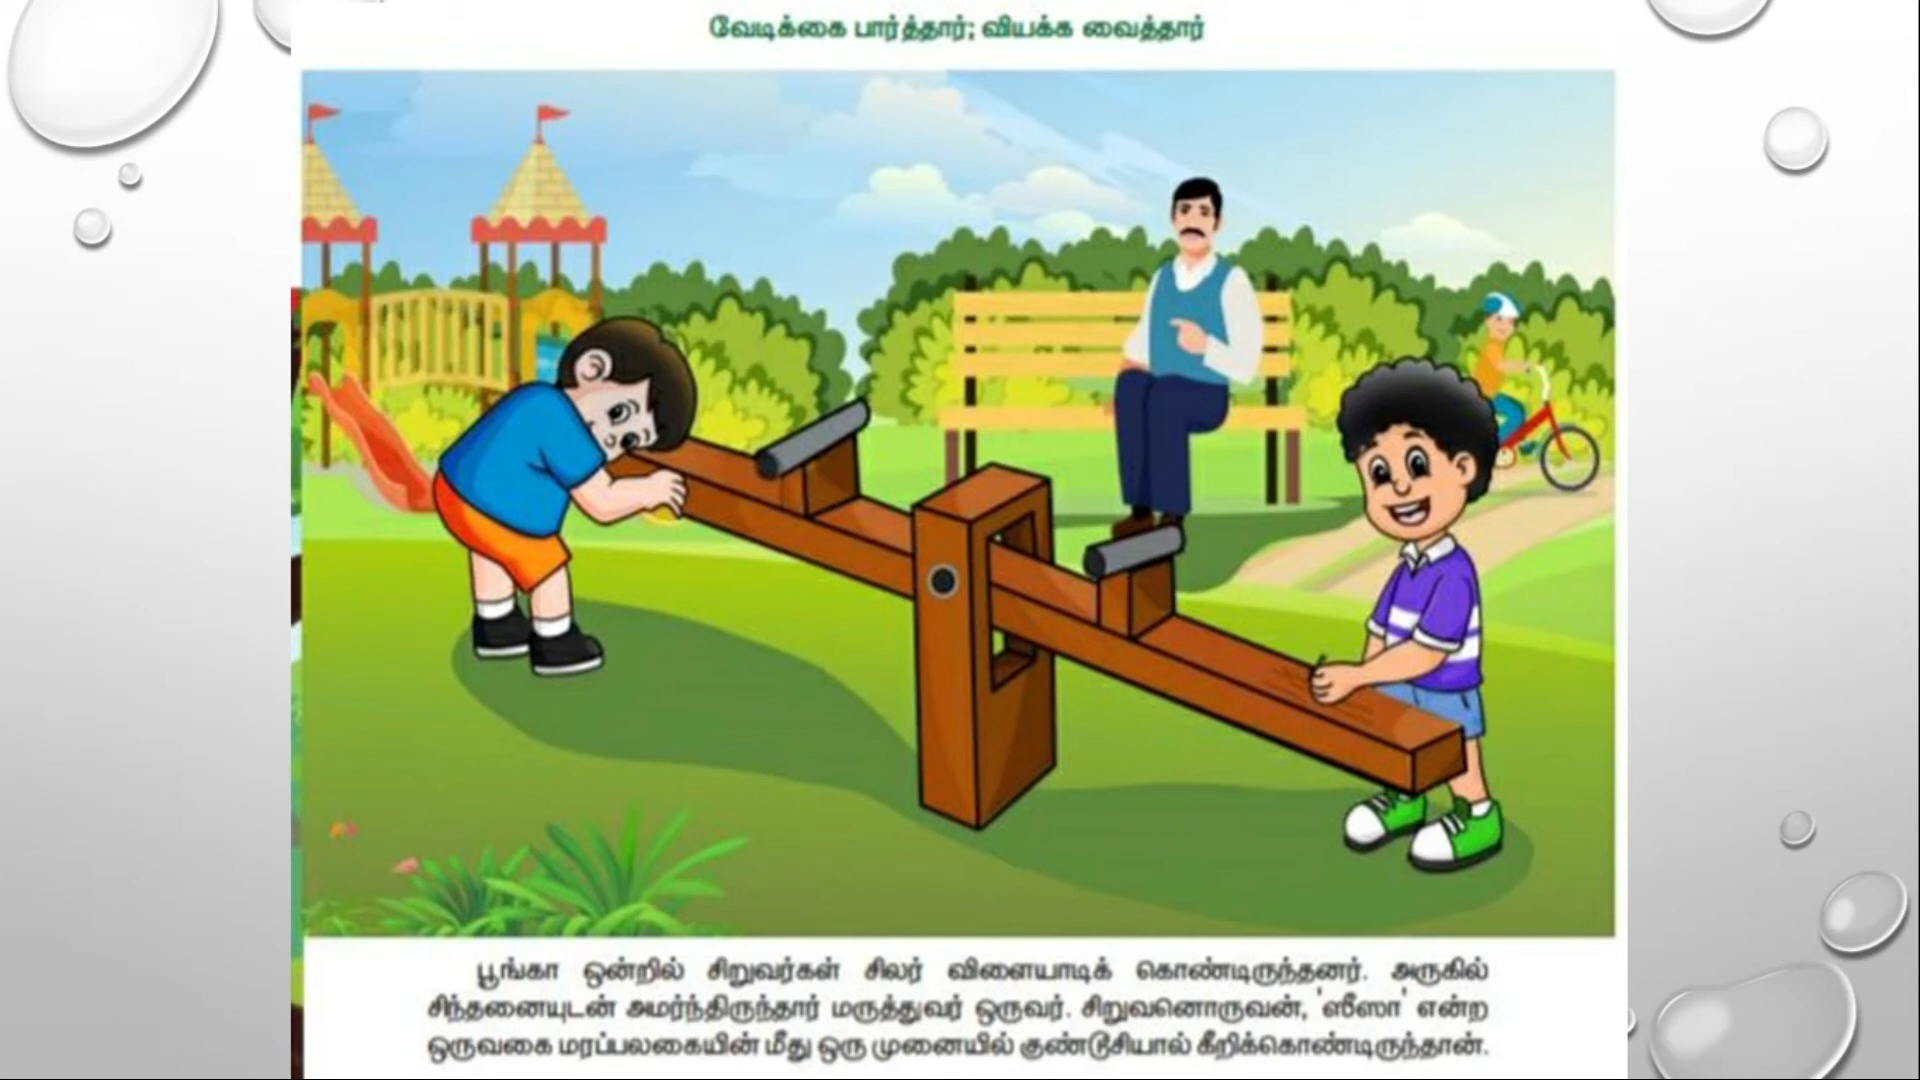 வேடிக்கை பார்த்தார்; வியக்க வைத்தார்
பூங்கா ஒன்றில் சிறுவர்கள் சிலர் விளையாடிக் கொண்டிருந்தனர். அருகில்
சிந்தனையுடன் அமர்ந்திருந்தார் மருத்துவர் ஒருவர். சிறுவனொருவன், 'ஸீஸா' என்ற
ஒருவகை மரப்பலகையின் மீது ஒரு முனையில் குண்டூசியால் கீறிக்கொண்டிருந்தான்.